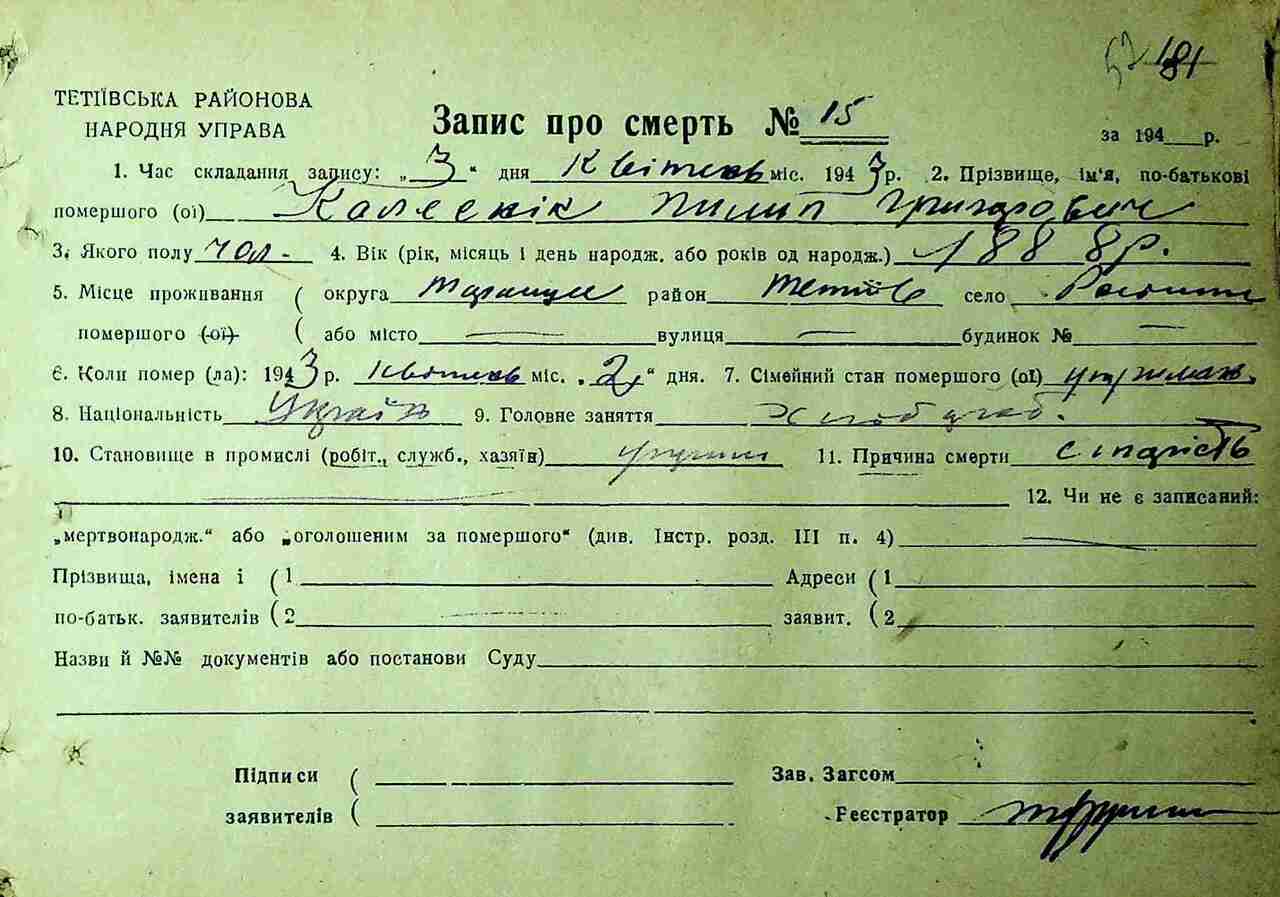 57 181
ТЕТІЇВСЬКА РАЙОНОВА
НАРОДНЯ УПРАВА
Запис про смерть № 15
за 194 р.
1. Час складання запису: „3“ дня Квітень міс. 1943 р. 2. Прізвище, ім'я, по-батькові
помершого (ої) Пилип Григорович
3. Якого полу чол. 4. Вік (рік, місяць і день народж. або років од народж.) 1888 р.
5. Місце проживання ( округа район Тетіїв село
помершого (ої) ( або місто вулиця будинок №
6. Коли помер (ла): 1943 р. квітень міс. „2“ дня. 7. Сімейний стан помершого (ої)
8. Національність Україн 9. Головне заняття Хлібороб.
10. Становище в промислі (робіт., служб., хазяїн) 11. Причина смерти старість
12. Чи не є записаний:
„мертвонародж.“ або „оголошеним за помершого“ (див. Інстр. розд. III п. 4)
Прізвища, імена і ( 1 Адреси ( 1
по-батьк. заявителів ( 2 заявит. ( 2
Назви й №№ документів або постанови Суду
Підписи ( Зав. Загсом
заявителів ( Реєстратор